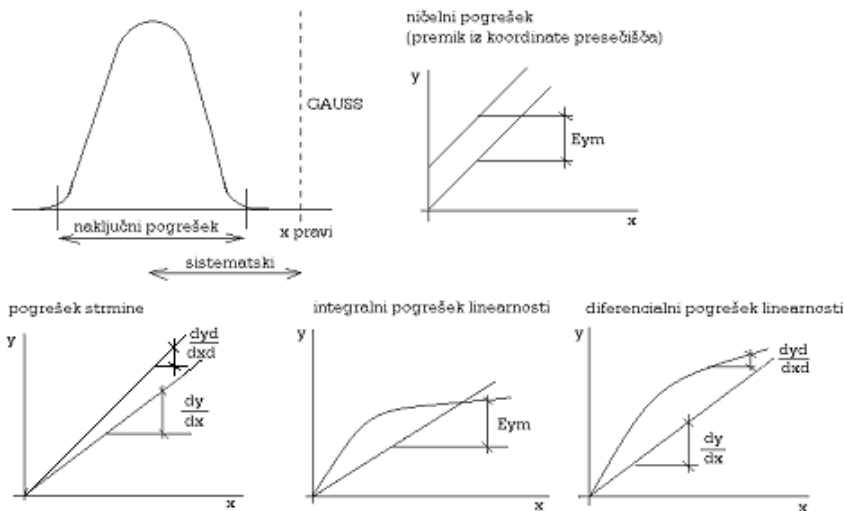 ničelni pogrešek
(premik iz koordinate presečišča)
y
GAUSS
Eym
x
naključni pogrešek
x pravi
sistematski
pogrešek strmine
y
dyd
dxd
dy
dx
x
integralni pogrešek linearnosti
y
Eym
x
diferencialni pogrešek linearnosti
y
dyd
dxd
dy
dx
x